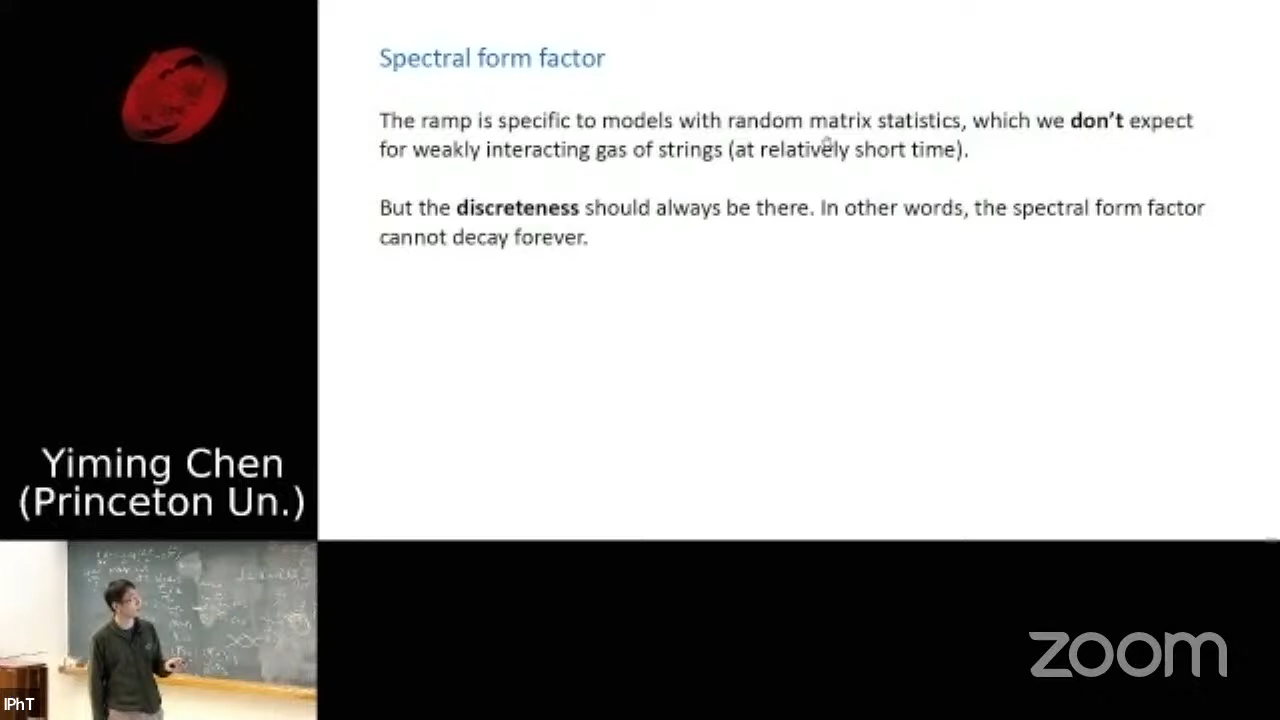 Spectral form factor
The ramp is specific to models with random matrix statistics, which we don't expect
for weakly interacting gas of strings (at relatively short time).
But the discreteness should always be there. In other words, the spectral form factor
cannot decay forever.
Yiming Chen
(Princeton Un.)
IPhT
zoom